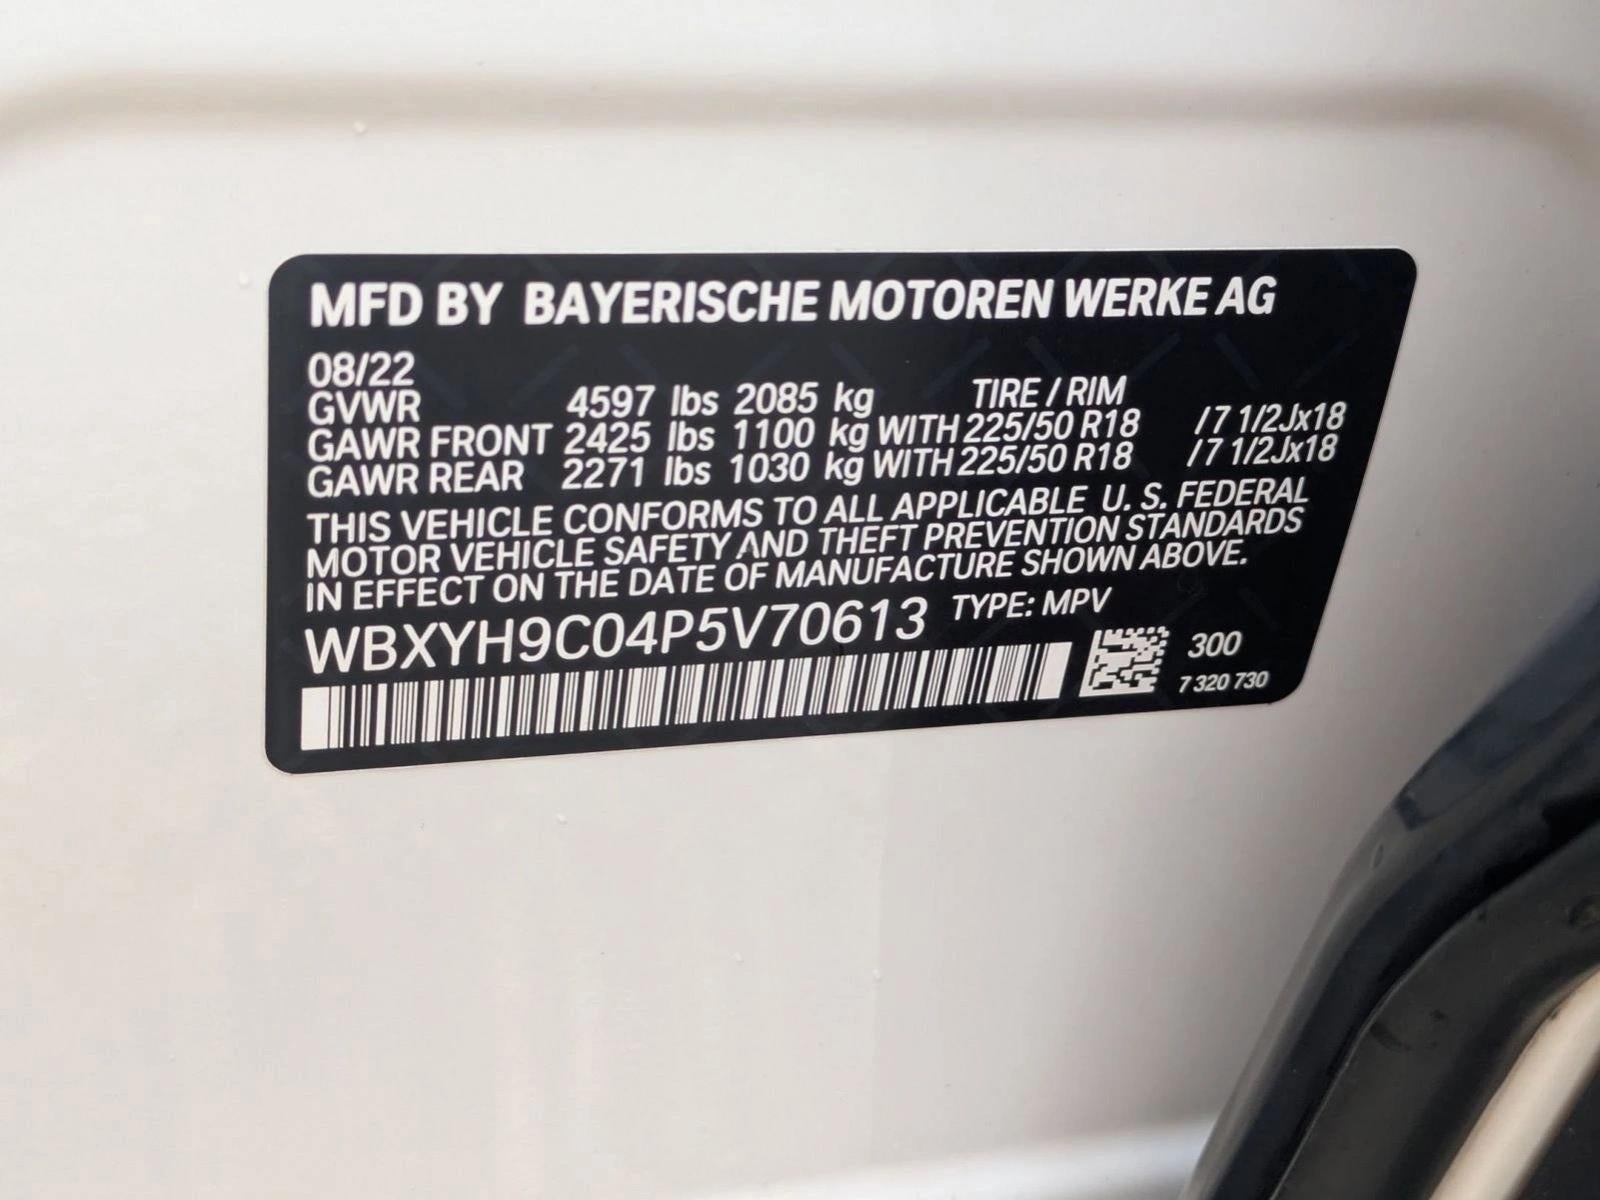 MFD BY BAYERISCHE MOTOREN WERKE AG
08/22
GVWR 4597 lbs 2085 kg TIRE / RIM
GAWR FRONT 2425 lbs 1100 kg WITH 225/50 R18 /7 1/2Jx18
GAWR REAR 2271 lbs 1030 kg WITH 225/50 R18 /7 1/2Jx18
THIS VEHICLE CONFORMS TO ALL APPLICABLE U. S. FEDERAL
MOTOR VEHICLE SAFETY AND THEFT PREVENTION STANDARDS
IN EFFECT ON THE DATE OF MANUFACTURE SHOWN ABOVE.
WBXYH9C04P5V70613 TYPE: MPV
300
7 320 730